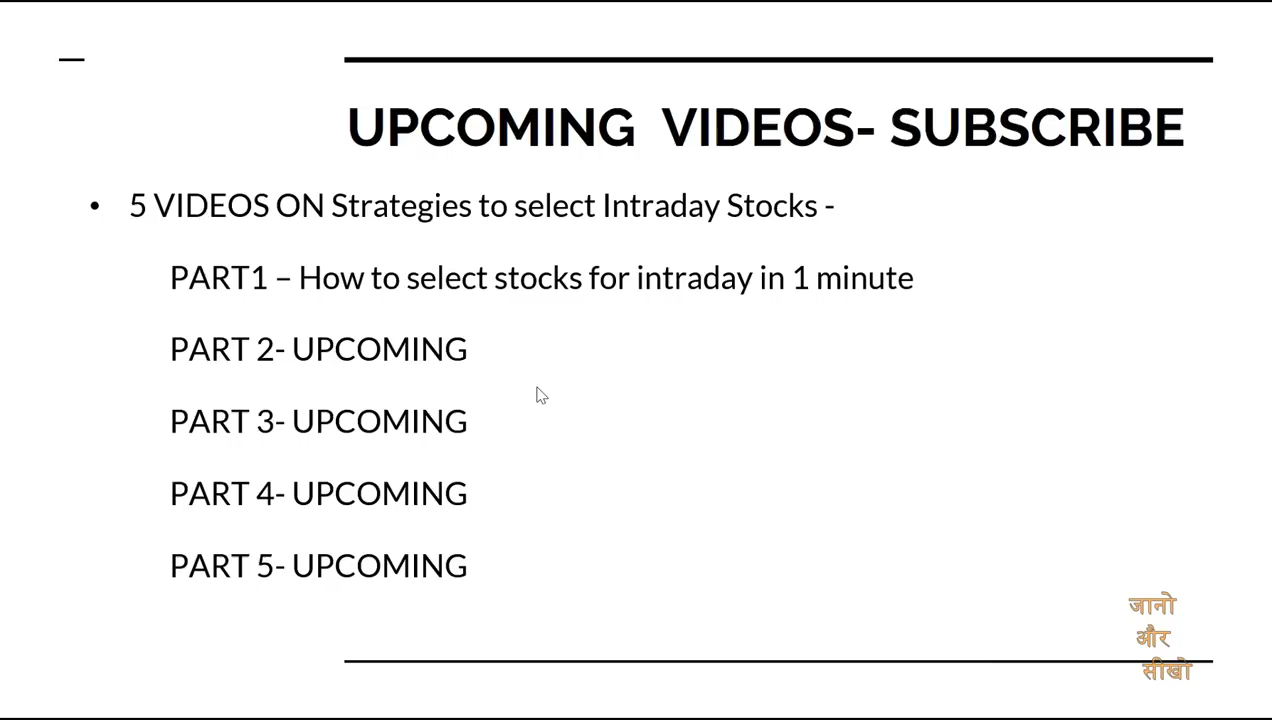 UPCOMING VIDEOS- SUBSCRIBE
• 5 VIDEOS ON Strategies to select Intraday Stocks -
PART1 – How to select stocks for intraday in 1 minute
PART 2- UPCOMING
PART 3- UPCOMING
PART 4- UPCOMING
PART 5- UPCOMING
जानो
और
सीखो